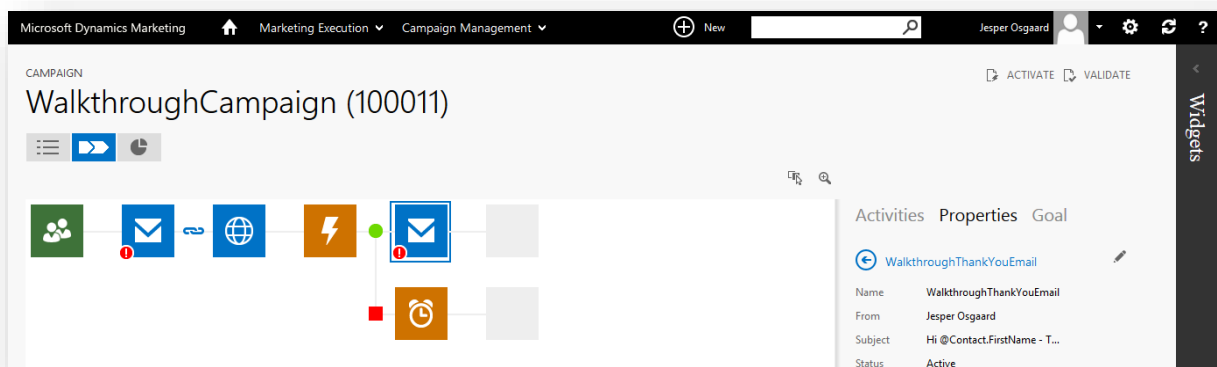 Microsoft Dynamics Marketing Marketing Execution Campaign Management New Jesper Osgaard ?
CAMPAIGN
ACTIVATE VALIDATE
WalkthroughCampaign (100011)
Widgets
Activities Properties Goal
WalkthroughThankYouEmail
Name WalkthroughThankYouEmail
From Jesper Osgaard
Subject Hi @Contact.FirstName - T...
Status Active